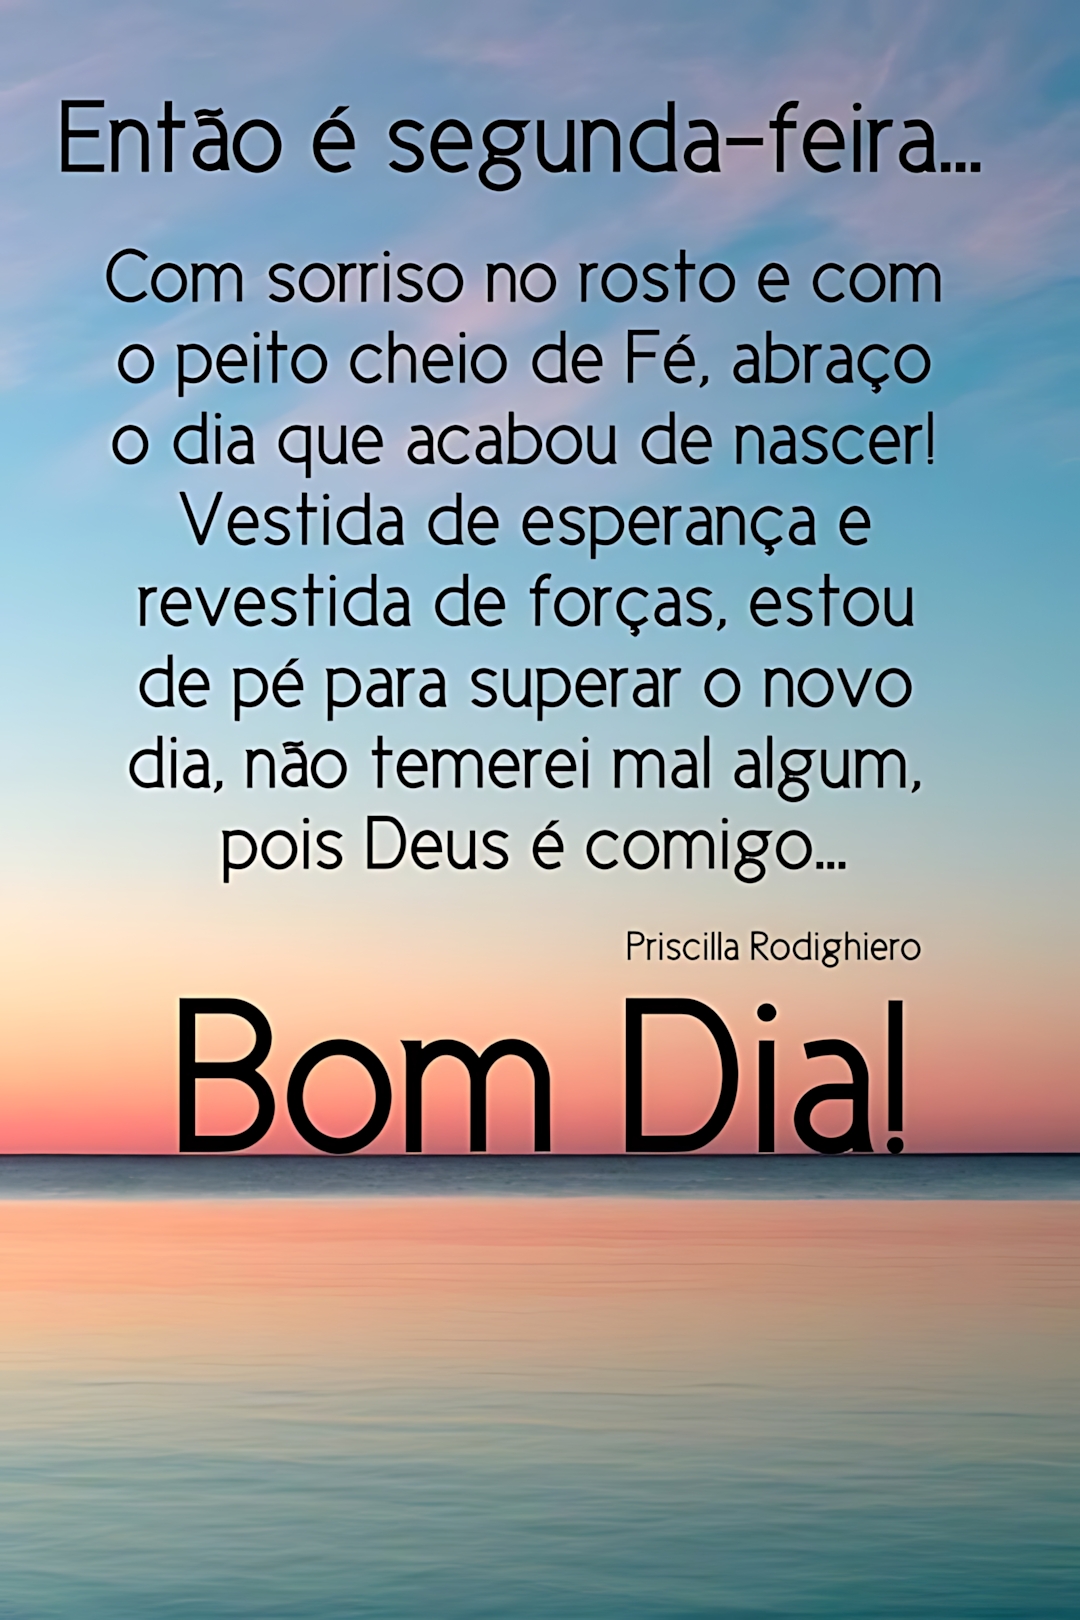 Então é segunda-feira...
Com sorriso no rosto e com
o peito cheio de Fé, abraço
o dia que acabou de nascer!
Vestida de esperança e
revestida de forças, estou
de pé para superar o novo
dia, não temerei mal algum,
pois Deus é comigo...
Priscilla Rodighiero
Bom Dia!